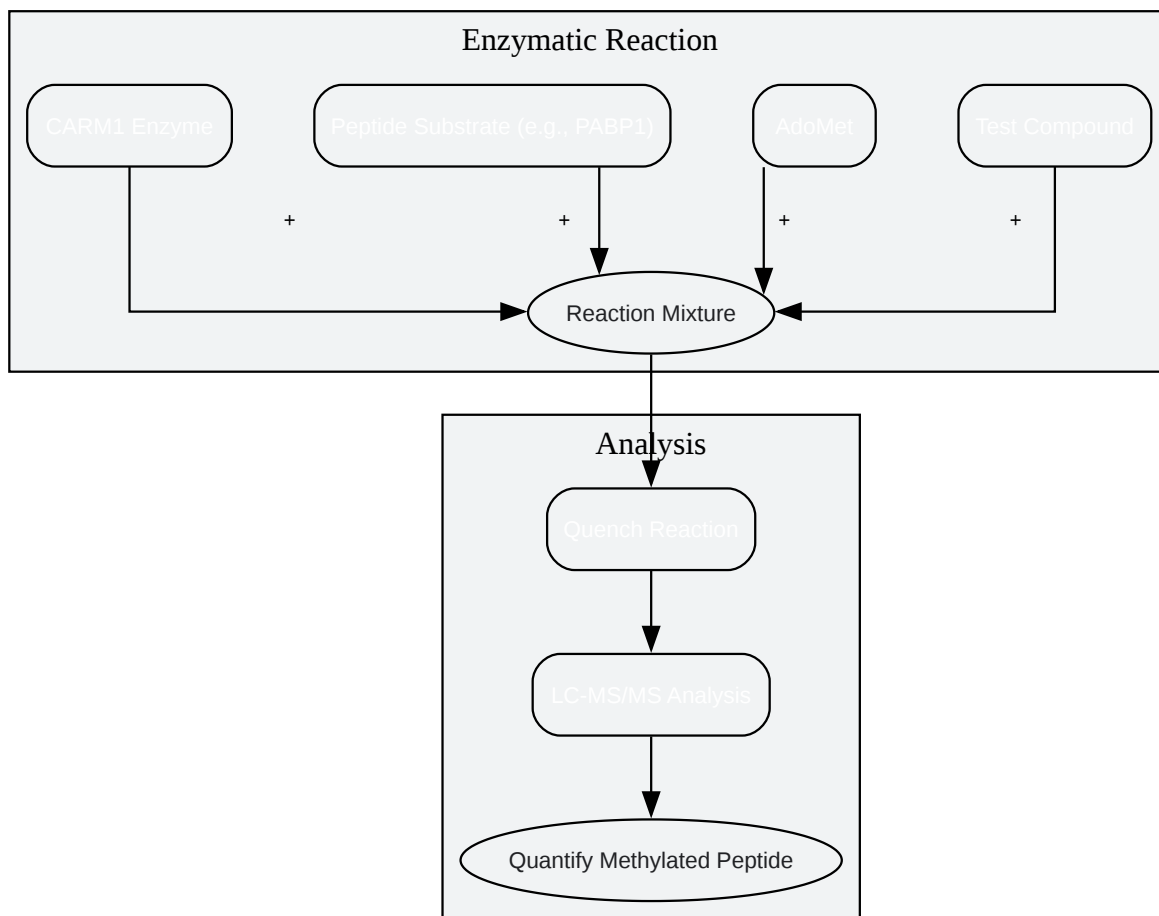 Enzymatic Reaction
CARM1 Enzyme
Peptide Substrate (e.g., PABP1)
AdoMet
Test Compound
+
+
+
+
Reaction Mixture
Analysis
Quench Reaction
LC-MS/MS Analysis
Quantify Methylated Peptide